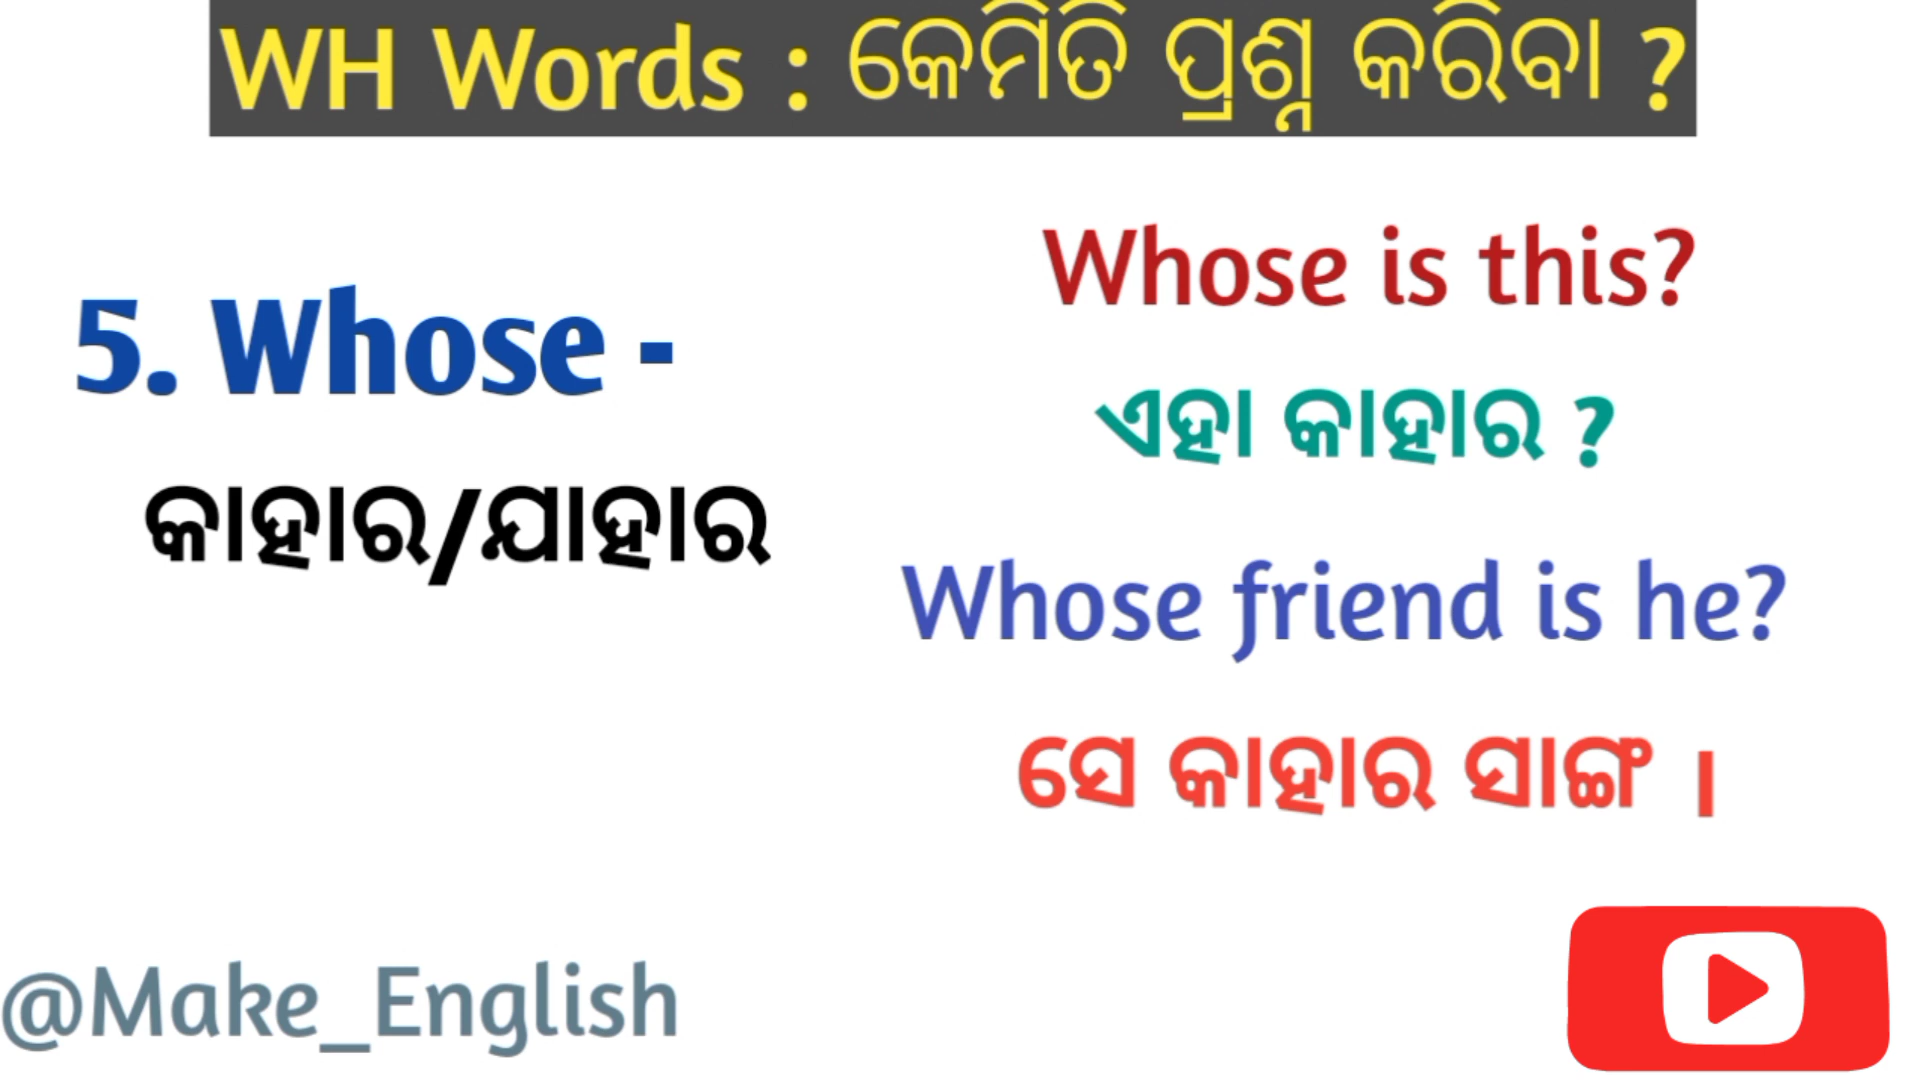 WH Words : କେମିତି ପ୍ରଶ୍ନ କରିବା ?
5. Whose -
କାହାର/ଯାହାର
Whose is this?
ଏହା କାହାର ?
Whose friend is he?
ସେ କାହାର ସାଙ୍ଗ ।
@Make_English